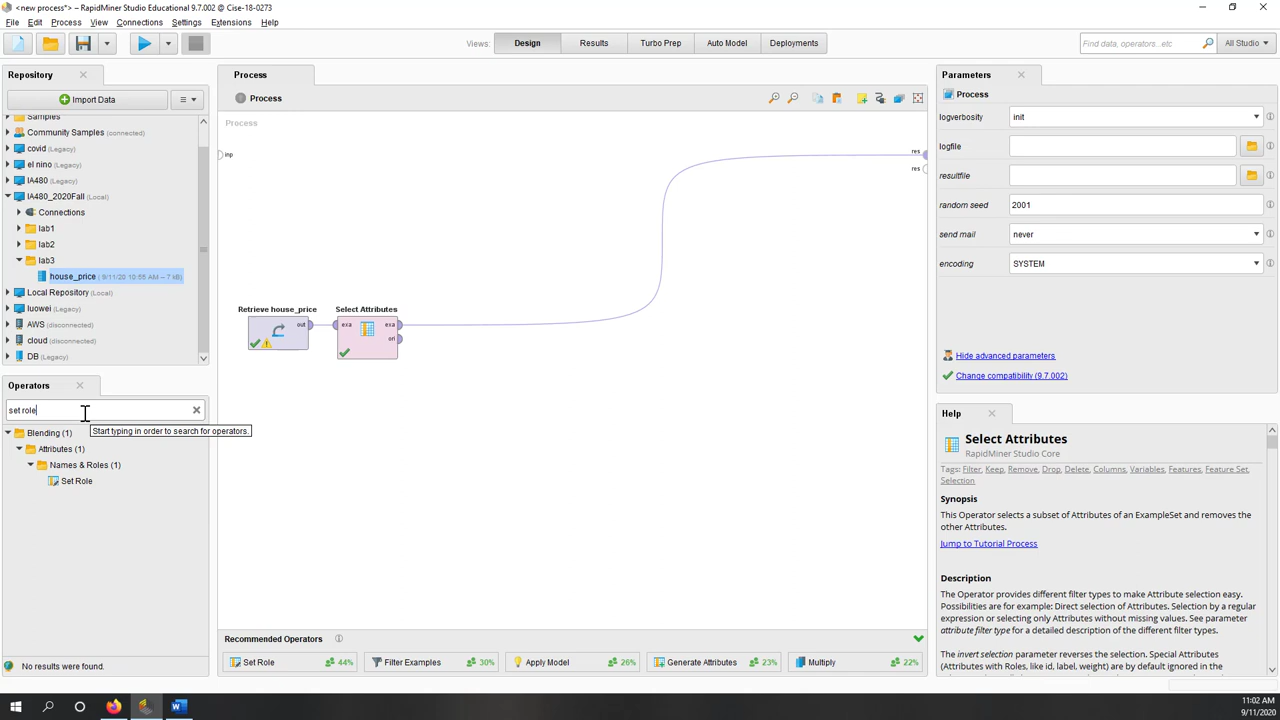 <new process*> – RapidMiner Studio Educational 9.7.002 @ Cise-18-0273
File Edit Process View Connections Settings Extensions Help
Views: Design Results Turbo Prep Auto Model Deployments
Find data, operators...etc
All Studio
Repository
Import Data
Samples
Community Samples (connected)
covid (Legacy)
el nino (Legacy)
IA480 (Legacy)
IA480_2020Fall (Local)
Connections
lab1
lab2
lab3
house_price (9/11/20 10:55 AM – 7 kB)
Local Repository (Local)
luowei (Legacy)
AWS (disconnected)
cloud (disconnected)
DB (Legacy)
Operators
set role
Start typing in order to search for operators.
Blending (1)
Attributes (1)
Names & Roles (1)
Set Role
No results were found.
Process
Process
Process
inp
res
res
Retrieve house_price
out
Select Attributes
exa
exa
ori
Recommended Operators
Set Role 44%
Filter Examples 30%
Apply Model 26%
Generate Attributes 23%
Multiply 22%
Parameters
Process
logverbosity init
logfile
resultfile
random seed 2001
send mail never
encoding SYSTEM
Hide advanced parameters
Change compatibility (9.7.002)
Help
Select Attributes
RapidMiner Studio Core
Tags: Filter, Keep, Remove, Drop, Delete, Columns, Variables, Features, Feature Set,
Selection
Synopsis
This Operator selects a subset of Attributes of an ExampleSet and removes the
other Attributes.
Jump to Tutorial Process
Description
The Operator provides different filter types to make Attribute selection easy.
Possibilities are for example: Direct selection of Attributes. Selection by a regular
expression or selecting only Attributes without missing values. See parameter
attribute filter type for a detailed description of the different filter types.
The invert selection parameter reverses the selection. Special Attributes
(Attributes with Roles, like id, label, weight) are by default ignored in the
11:02 AM
9/11/2020